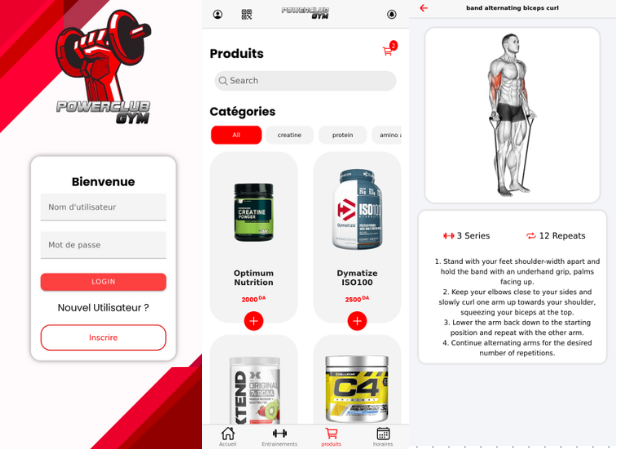 POWERCLUB
GYM
Bienvenue
Nom d'utilisateur
Mot de passe
LOGIN
Nouvel Utilisateur ?
Inscrire
POWERCLUB
GYM
Produits
2
Search
Catégories
All
creatine
protein
amino a
CREATINE
POWDER
ISO100
Dymatize
Optimum
Nutrition
2000 DA
+
Dymatize
ISO100
2500 DA
+
XTEND
ORIGINAL
C4
ORIGINAL
Accueil
Entrainements
produits
horaires
band alternating biceps curl
3 Series
12 Repeats
1. Stand with your feet shoulder-width apart and
hold the band with an underhand grip, palms
facing up.
2. Keep your elbows close to your sides and
slowly curl one arm up towards your shoulder,
squeezing your biceps at the top.
3. Lower the arm back down to the starting
position and repeat with the other arm.
4. Continue alternating arms for the desired
number of repetitions.